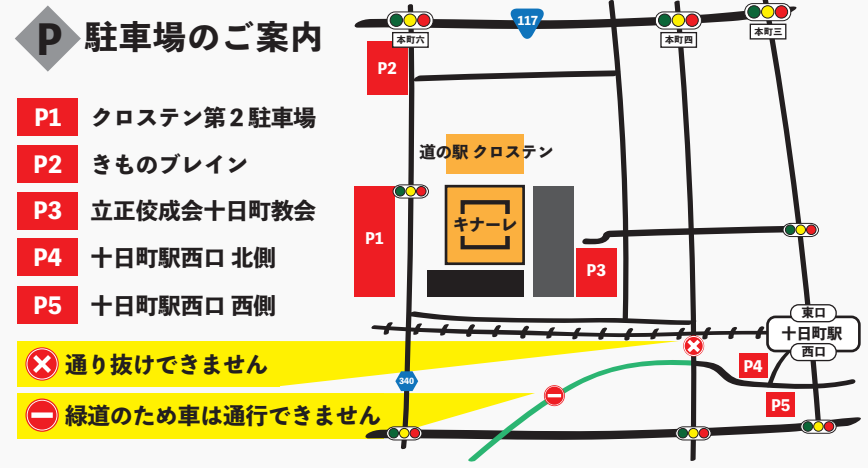 P 駐車場のご案内
P1 クロステン第2駐車場
P2 きものブレイン
P3 立正佼成会十日町教会
P4 十日町駅西口 北側
P5 十日町駅西口 西側
通り抜けできません
緑道のため車は通行できません
117
本町六
本町四
本町三
P2
道の駅 クロステン
キナーレ
P1
P3
東口
十日町駅
西口
P4
P5
340